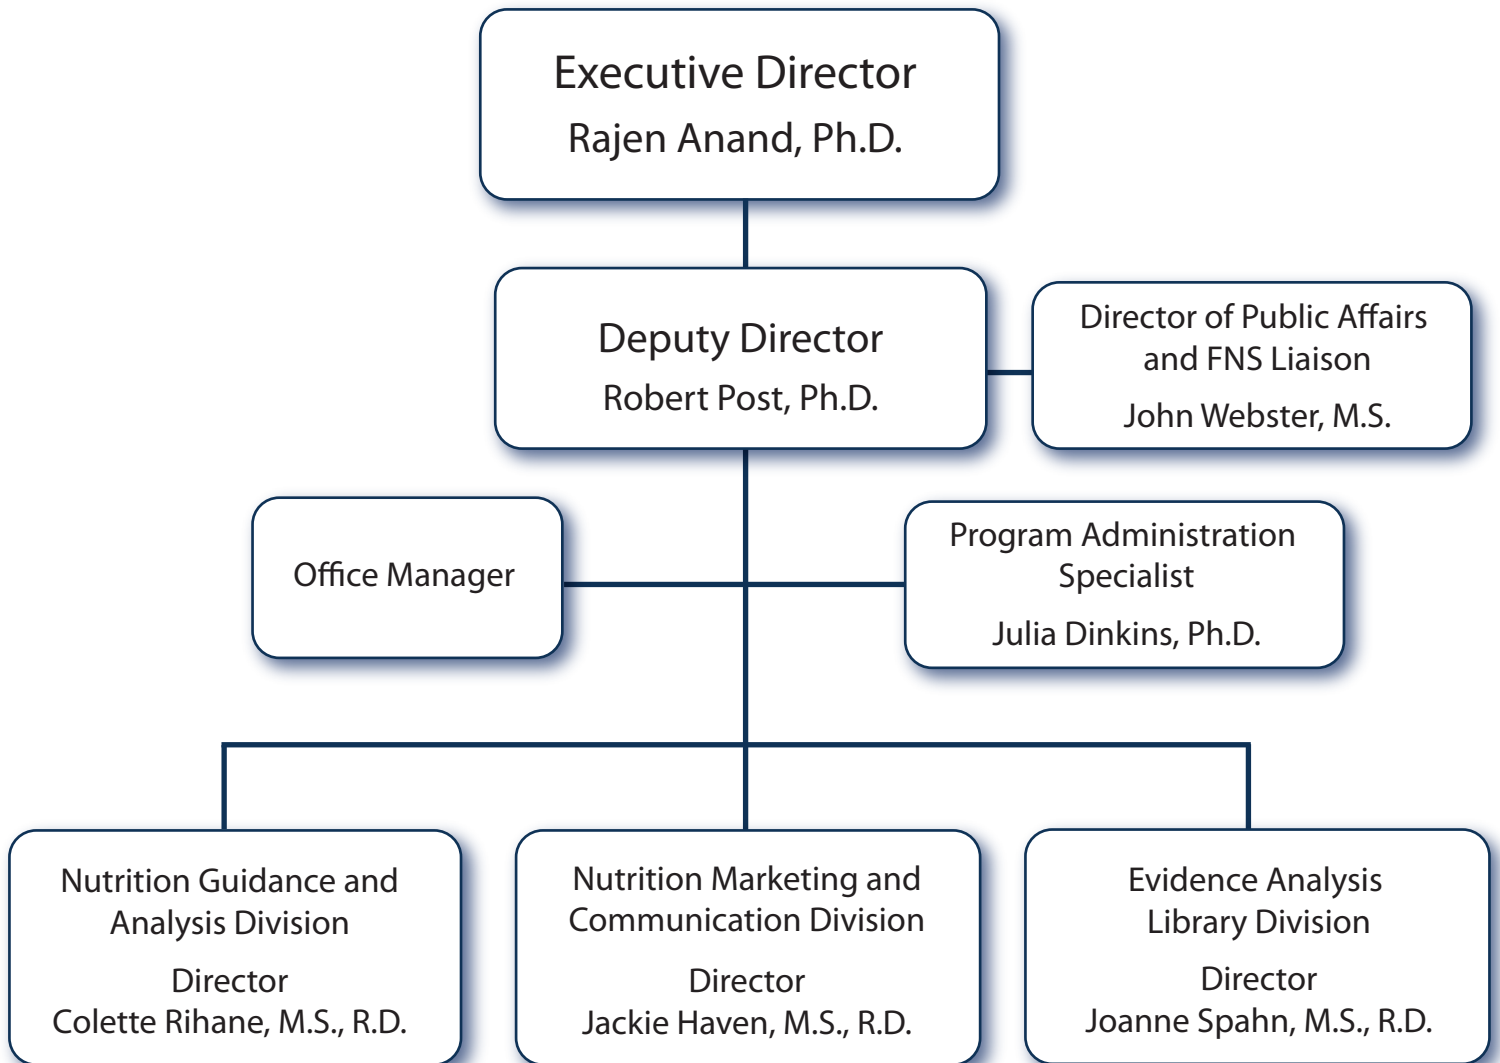 Executive Director
Rajen Anand, Ph.D.
Deputy Director
Robert Post, Ph.D.
Director of Public Affairs
and FNS Liaison
John Webster, M.S.
Office Manager
Program Administration
Specialist
Julia Dinkins, Ph.D.
Nutrition Guidance and
Analysis Division
Director
Colette Rihane, M.S., R.D.
Nutrition Marketing and
Communication Division
Director
Jackie Haven, M.S., R.D.
Evidence Analysis
Library Division
Director
Joanne Spahn, M.S., R.D.